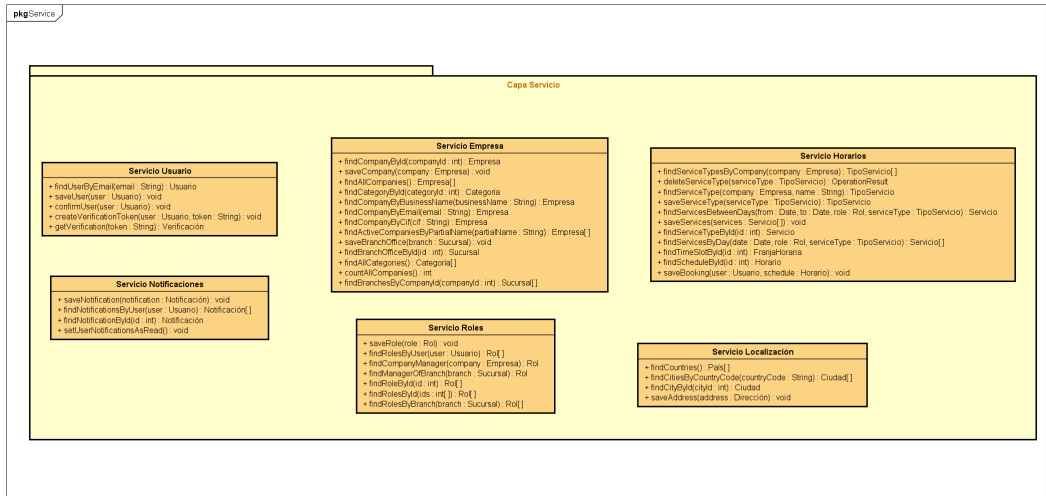 pkg Service
Capa Servicio
Servicio Usuario
+ findUserByEmail(email : String) : Usuario
+ saveUser(user : Usuario) : void
+ confirmUser(user : Usuario) : void
+ createVerificationToken(user : Usuario, token : String) : void
+ getVerification(token : String) : Verificación
Servicio Empresa
+ findCompanyById(companyId : int) : Empresa
+ saveCompany(company : Empresa) : void
+ findAllCompanies() : Empresa[]
+ findCategoryById(categoryId : int) : Categoría
+ findCompanyByBusinessName(businessName : String) : Empresa
+ findCompanyByEmail(email : String) : Empresa
+ findCompanyByCif(cif : String) : Empresa
+ findActiveCompaniesByPartialName(partialName : String) : Empresa[]
+ saveBranchOffice(branch : Sucursal) : void
+ findBranchOfficeById(id : int) : Sucursal
+ findAllCategories() : Categoría[]
+ countAllCompanies() : int
+ findBranchesByCompanyId(companyId : int) : Sucursal[]
Servicio Horarios
+ findServiceTypesByCompany(company : Empresa) : TipoServicio[]
+ deleteServiceType(serviceType : TipoServicio) : OperationResult
+ findServiceType(company : Empresa, name : String) : TipoServicio
+ saveServiceType(serviceType : TipoServicio) : TipoServicio
+ findServicesBetweenDays(from : Date, to : Date, role : Rol, serviceType : TipoServicio) : Servicio
+ saveServices(services : Servicio[]) : void
+ findServiceTypeById(id : int) : Servicio
+ findServicesByDay(date : Date, role : Rol, serviceType : TipoServicio) : Servicio[]
+ findTimeSlotById(id : int) : FranjaHoraria
+ findScheduleById(id : int) : Horario
+ saveBooking(user : Usuario, schedule : Horario) : void
Servicio Notificaciones
+ saveNotification(notification : Notificación) : void
+ findNotificationsByUser(user : Usuario) : Notificación[]
+ findNotificationById(id : int) : Notificación
+ setUserNotificationsAsRead() : void
Servicio Roles
+ saveRole(role : Rol) : void
+ findRolesByUser(user : Usuario) : Rol[]
+ findCompanyManager(company : Empresa) : Rol
+ findManagerOfBranch(branch : Sucursal) : Rol
+ findRoleById(id : int) : Rol[]
+ findRolesById(ids : int[]) : Rol[]
+ findRolesByBranch(branch : Sucursal) : Rol[]
Servicio Localización
+ findCountries() : País[]
+ findCitiesByCountryCode(countryCode : String) : Ciudad[]
+ findCityById(cityId : int) : Ciudad
+ saveAddress(address : Dirección) : void